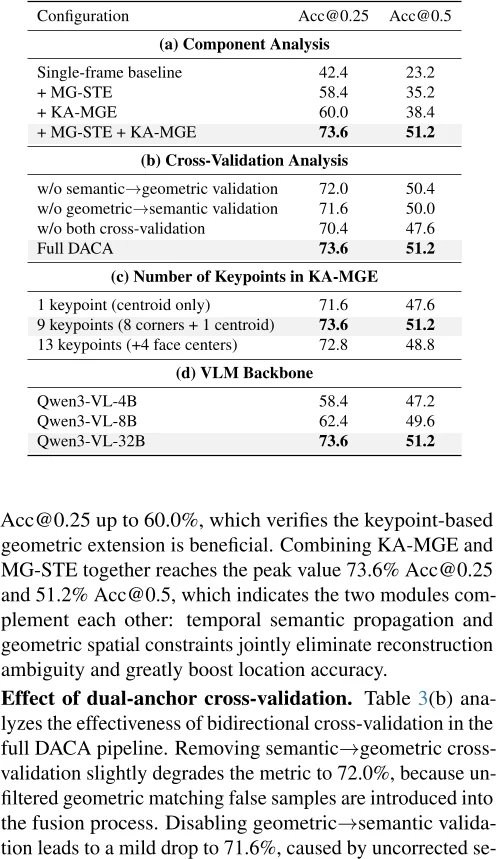 Configuration Acc@0.25 Acc@0.5
(a) Component Analysis
Single-frame baseline 42.4 23.2
+ MG-STE 58.4 35.2
+ KA-MGE 60.0 38.4
+ MG-STE + KA-MGE 73.6 51.2
(b) Cross-Validation Analysis
w/o semantic→geometric validation 72.0 50.4
w/o geometric→semantic validation 71.6 50.0
w/o both cross-validation 70.4 47.6
Full DACA 73.6 51.2
(c) Number of Keypoints in KA-MGE
1 keypoint (centroid only) 71.6 47.6
9 keypoints (8 corners + 1 centroid) 73.6 51.2
13 keypoints (+4 face centers) 72.8 48.8
(d) VLM Backbone
Qwen3-VL-4B 58.4 47.2
Qwen3-VL-8B 62.4 49.6
Qwen3-VL-32B 73.6 51.2
Acc@0.25 up to 60.0%, which verifies the keypoint-based
geometric extension is beneficial. Combining KA-MGE and
MG-STE together reaches the peak value 73.6% Acc@0.25
and 51.2% Acc@0.5, which indicates the two modules com-
plement each other: temporal semantic propagation and
geometric spatial constraints jointly eliminate reconstruction
ambiguity and greatly boost location accuracy.
Effect of dual-anchor cross-validation. Table 3(b) ana-
lyzes the effectiveness of bidirectional cross-validation in the
full DACA pipeline. Removing semantic→geometric cross-
validation slightly degrades the metric to 72.0%, because un-
filtered geometric matching false samples are introduced into
the fusion process. Disabling geometric→semantic valida-
tion leads to a mild drop to 71.6%, caused by uncorrected se-